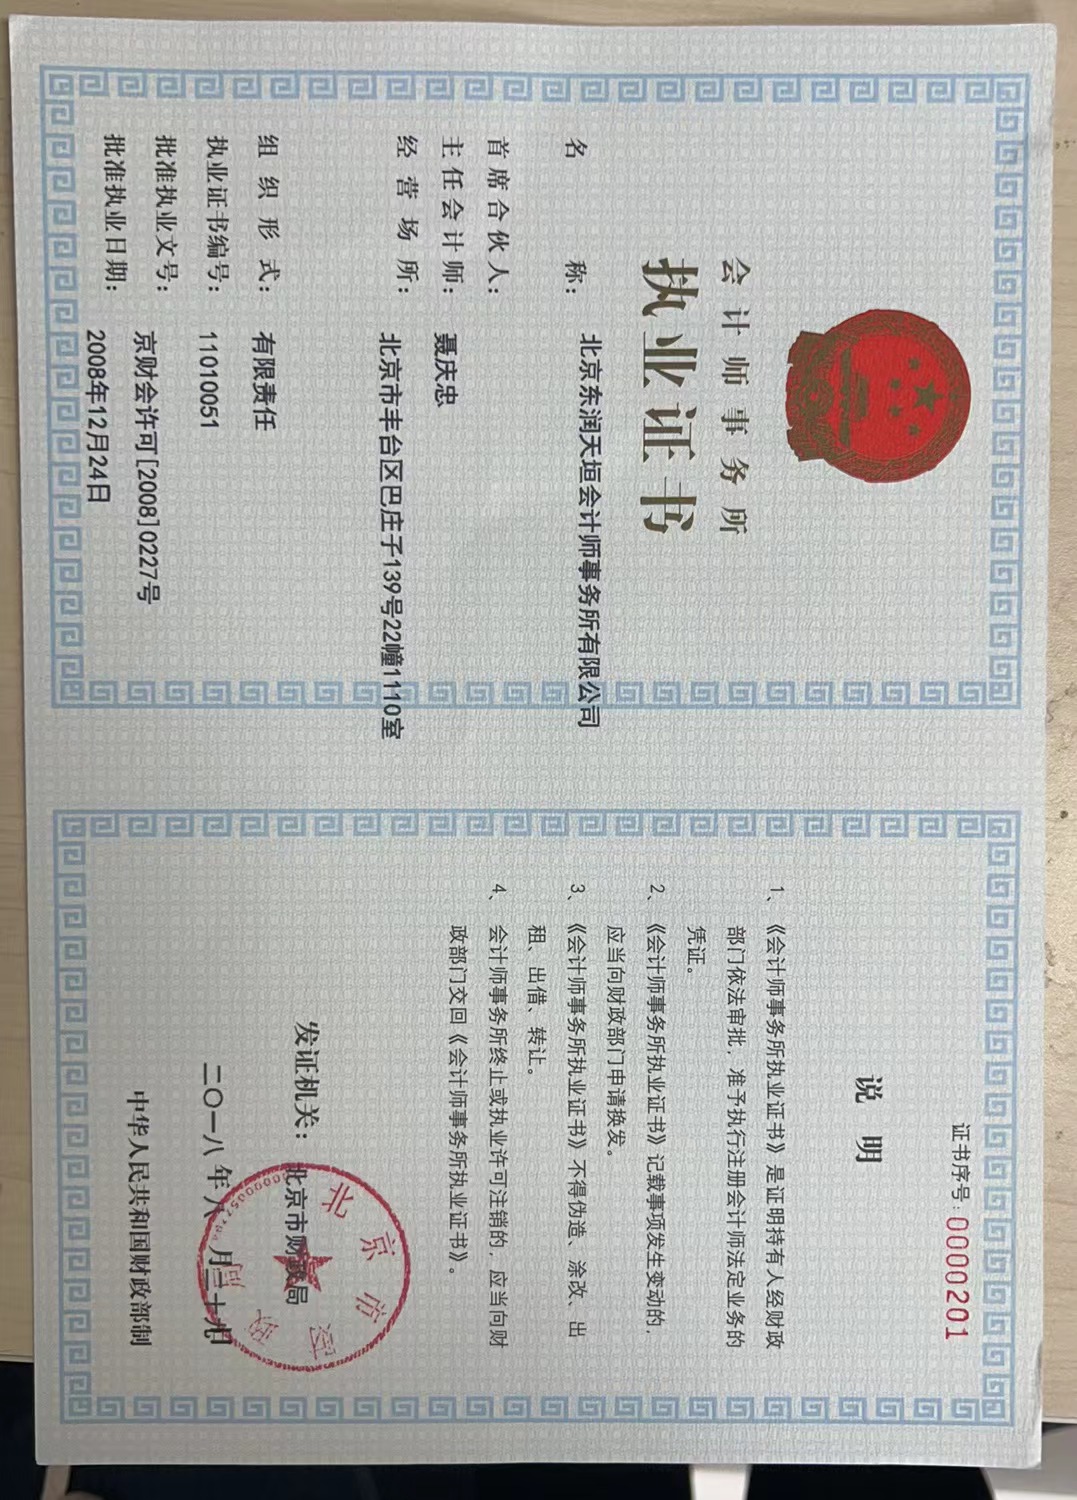 会计师事务所
执业证书
名称：北京东润天垣会计师事务所有限公司
首席合伙人：
主任会计师：聂庆忠
经营场所：北京市丰台区巴庄子139号22幢1110室
组织形式：有限责任
执业证书编号：11010051
批准执业文号：京财会许可[2008]0227号
批准执业日期：2008年12月24日
证书序号：0000201
说明
1、《会计师事务所执业证书》是证明持有人经财政
部门依法审批，准予执行注册会计师法定业务的
凭证。
2、《会计师事务所执业证书》记载事项发生变动的，
应当向财政部门申请换发。
3、《会计师事务所执业证书》不得伪造、涂改、出
租、出借、转让。
4、会计师事务所终止或执业许可注销的，应当向财
政部门交回《会计师事务所执业证书》。
发证机关：北京市财政局
二〇一八年八月二十九日
北京市财政局
中华人民共和国财政部制